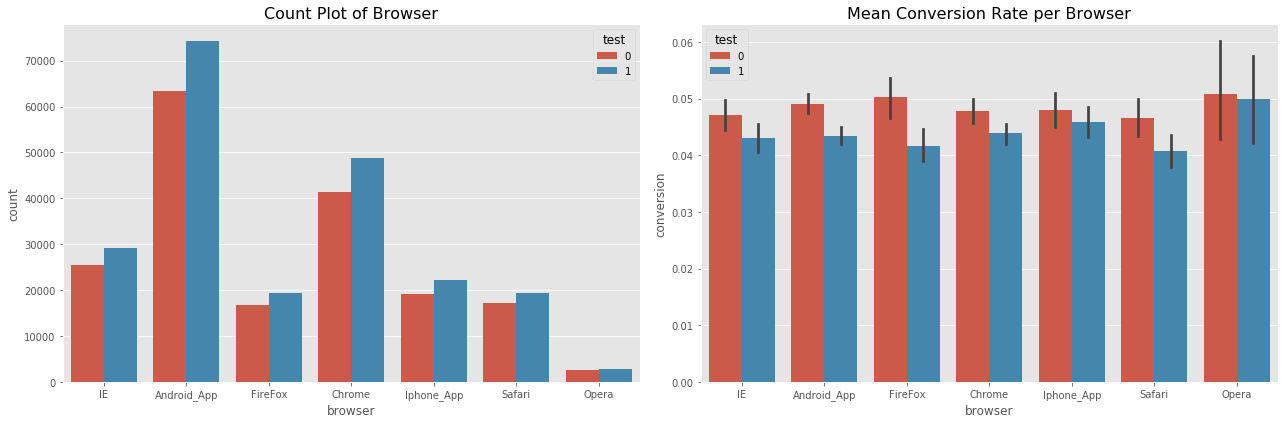 Count Plot of Browser
test
0
1
70000
60000
50000
40000
30000
20000
10000
0
count
IE Android_App FireFox Chrome Iphone_App Safari Opera
browser
Mean Conversion Rate per Browser
test
0
1
0.06
0.05
0.04
0.03
0.02
0.01
0.00
conversion
IE Android_App FireFox Chrome Iphone_App Safari Opera
browser